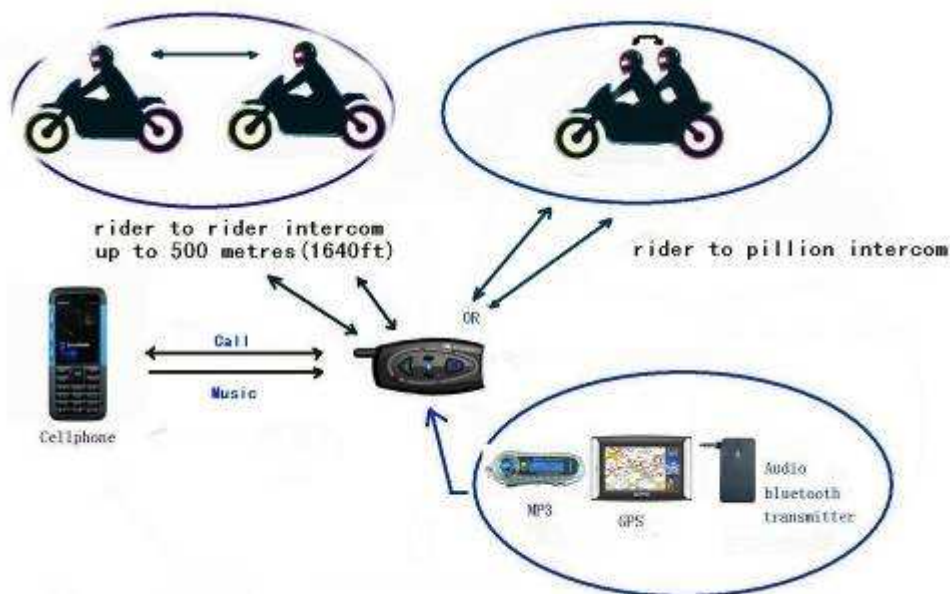 rider to rider intercom
up to 500 metres(1640ft)
rider to pillion intercom
OR
Call
Music
Cellphone
MP3
GPS
Audio
bluetooth
transmitter